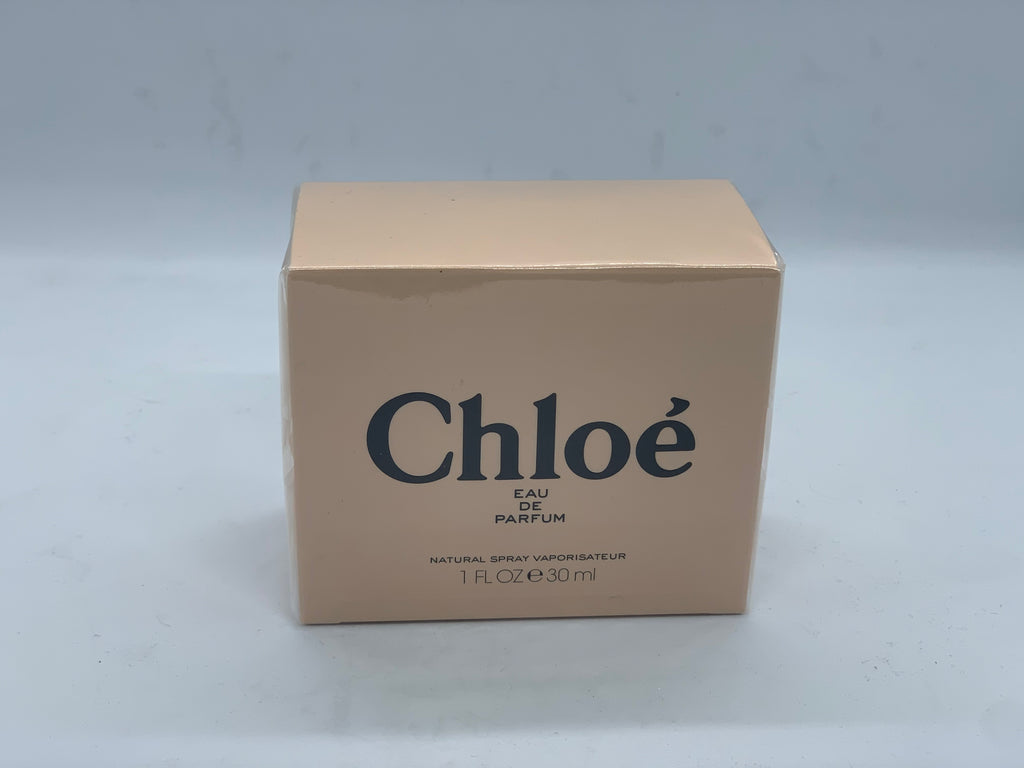 Chloé
EAU
DE
PARFUM
NATURAL SPRAY VAPORISATEUR
1 FL OZ ℮ 30 ml